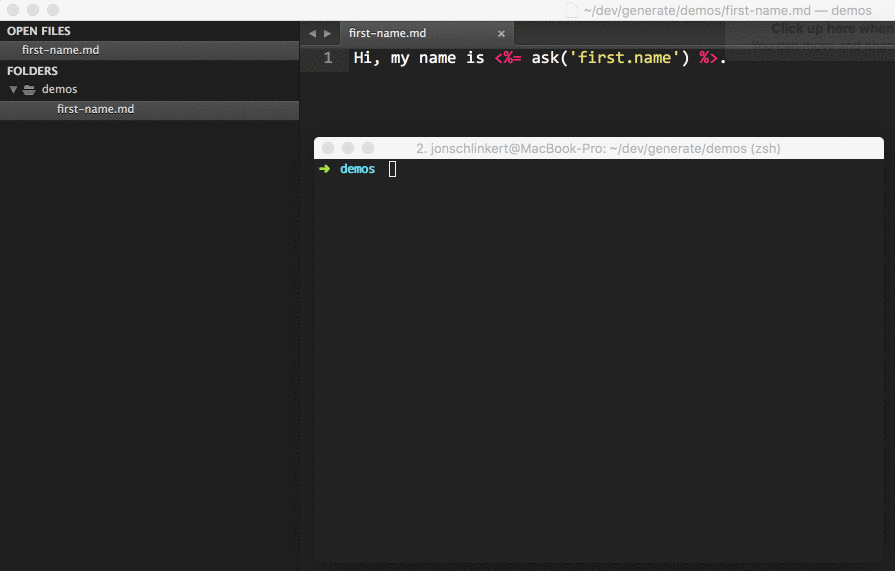 ~/dev/generate/demos/first-name.md — demos
OPEN FILES
first-name.md
FOLDERS
demos
first-name.md
first-name.md ×
Click up here when
1 Hi, my name is <%= ask('first.name') %>.
2. jonschlinkert@MacBook-Pro: ~/dev/generate/demos (zsh)
➜ demos